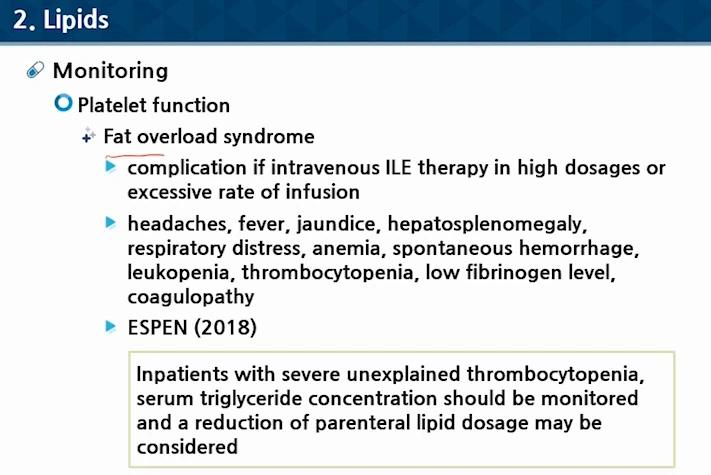 2. Lipids
Monitoring
Platelet function
Fat overload syndrome
complication if intravenous ILE therapy in high dosages or
excessive rate of infusion
headaches, fever, jaundice, hepatosplenomegaly,
respiratory distress, anemia, spontaneous hemorrhage,
leukopenia, thrombocytopenia, low fibrinogen level,
coagulopathy
ESPEN (2018)
Inpatients with severe unexplained thrombocytopenia,
serum triglyceride concentration should be monitored
and a reduction of parenteral lipid dosage may be
considered